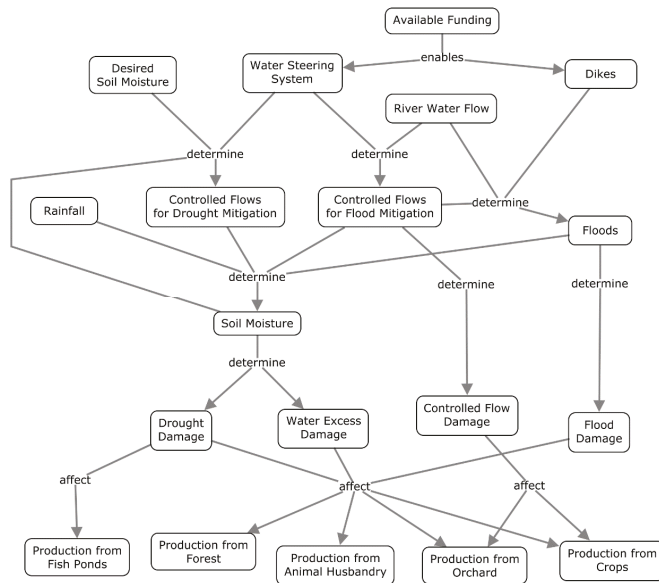 Available Funding
enables
Desired
Soil Moisture
Water Steering
System
Dikes
River Water Flow
determine
determine
determine
Rainfall
Controlled Flows
for Drought Mitigation
Controlled Flows
for Flood Mitigation
Floods
determine
determine
determine
Soil Moisture
determine
Drought
Damage
Water Excess
Damage
Controlled Flow
Damage
Flood
Damage
affect
affect
affect
Production from
Fish Ponds
Production from
Forest
Production from
Animal Husbandry
Production from
Orchard
Production from
Crops